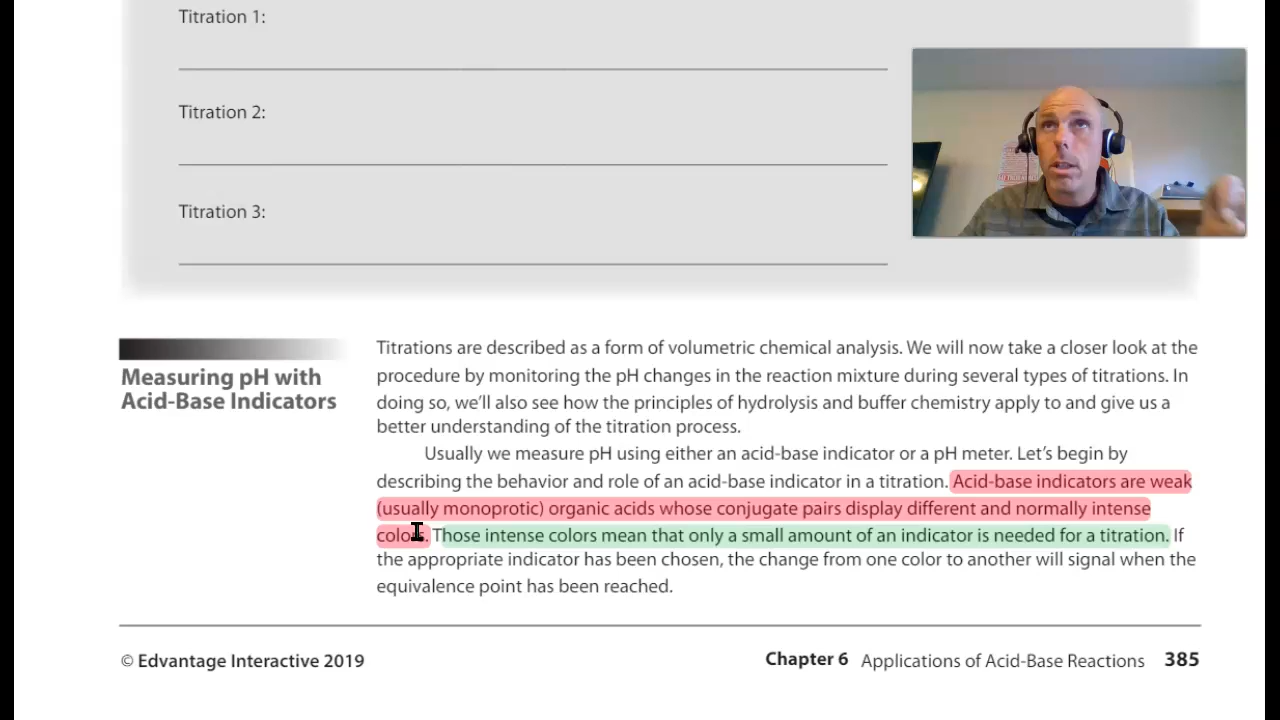 Titration 1:
Titration 2:
Titration 3:
Measuring pH with
Acid-Base Indicators
Titrations are described as a form of volumetric chemical analysis. We will now take a closer look at the
procedure by monitoring the pH changes in the reaction mixture during several types of titrations. In
doing so, we'll also see how the principles of hydrolysis and buffer chemistry apply to and give us a
better understanding of the titration process.
Usually we measure pH using either an acid-base indicator or a pH meter. Let's begin by
describing the behavior and role of an acid-base indicator in a titration. Acid-base indicators are weak
(usually monoprotic) organic acids whose conjugate pairs display different and normally intense
colors. Those intense colors mean that only a small amount of an indicator is needed for a titration. If
the appropriate indicator has been chosen, the change from one color to another will signal when the
equivalence point has been reached.
© Edvantage Interactive 2019
Chapter 6 Applications of Acid-Base Reactions 385